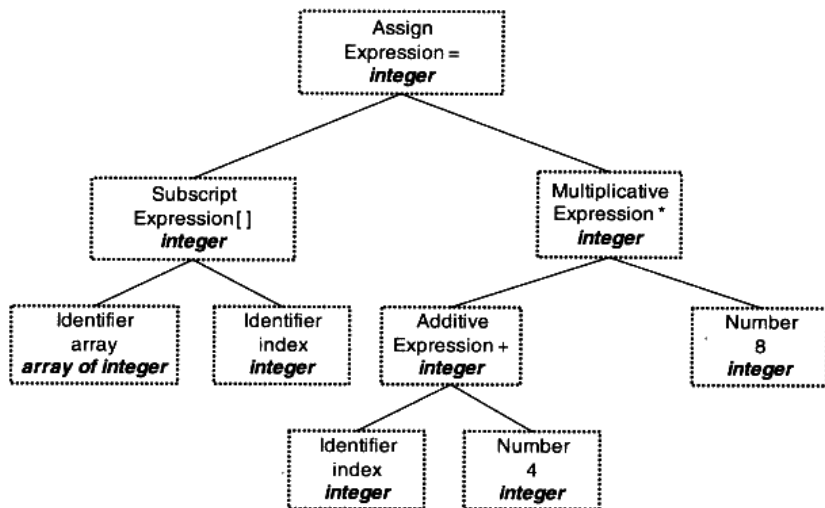 Assign
Expression =
integer
Subscript
Expression [ ]
integer
Multiplicative
Expression *
integer
Identifier
array
array of integer
Identifier
index
integer
Additive
Expression +
integer
Number
8
integer
Identifier
index
integer
Number
4
integer